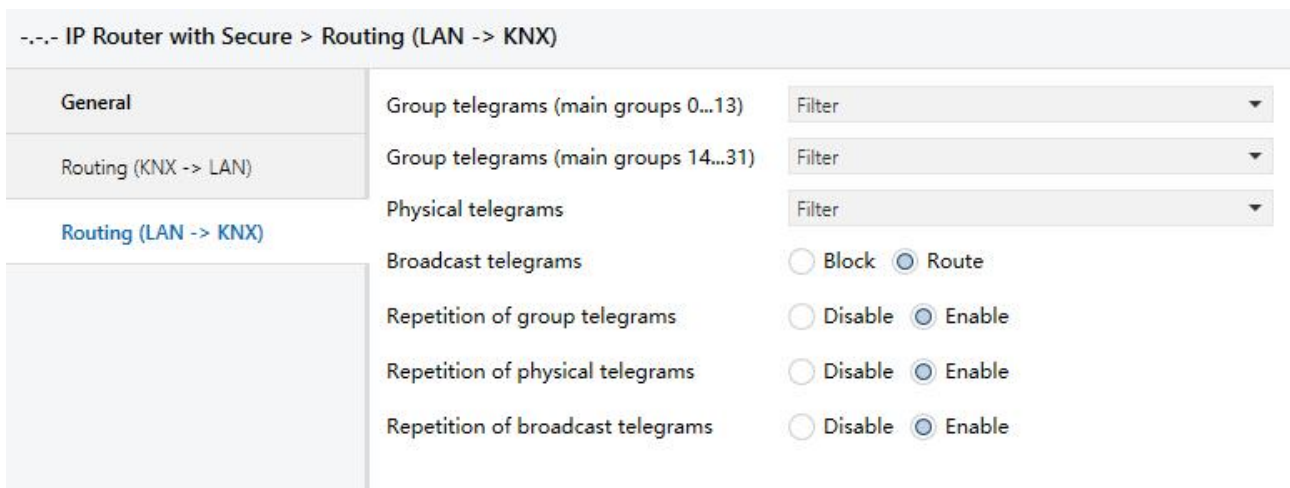 -.-.- IP Router with Secure > Routing (LAN -> KNX)
General
Routing (KNX -> LAN)
Routing (LAN -> KNX)
Group telegrams (main groups 0...13) Filter
Group telegrams (main groups 14...31) Filter
Physical telegrams Filter
Broadcast telegrams Block Route
Repetition of group telegrams Disable Enable
Repetition of physical telegrams Disable Enable
Repetition of broadcast telegrams Disable Enable